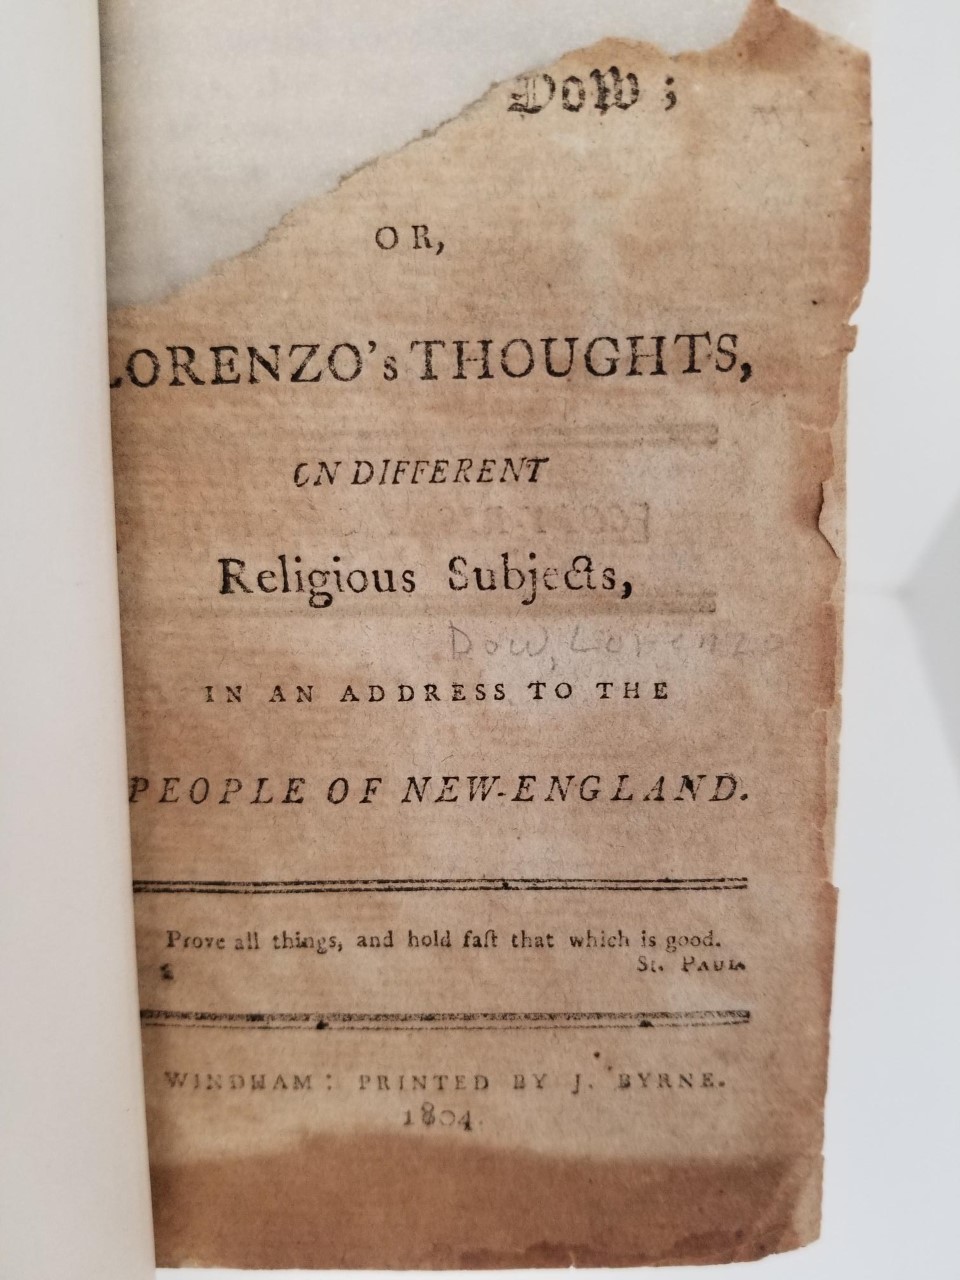 Dow;
OR,
LORENZO's THOUGHTS,
ON DIFFERENT
Religious Subjects,
Dow, Lorenzo
IN AN ADDRESS TO THE
PEOPLE OF NEW-ENGLAND.
Prove all things, and hold faſt that which is good.
St. PAUL.
WINDHAM: PRINTED BY J. BYRNE.
1804.